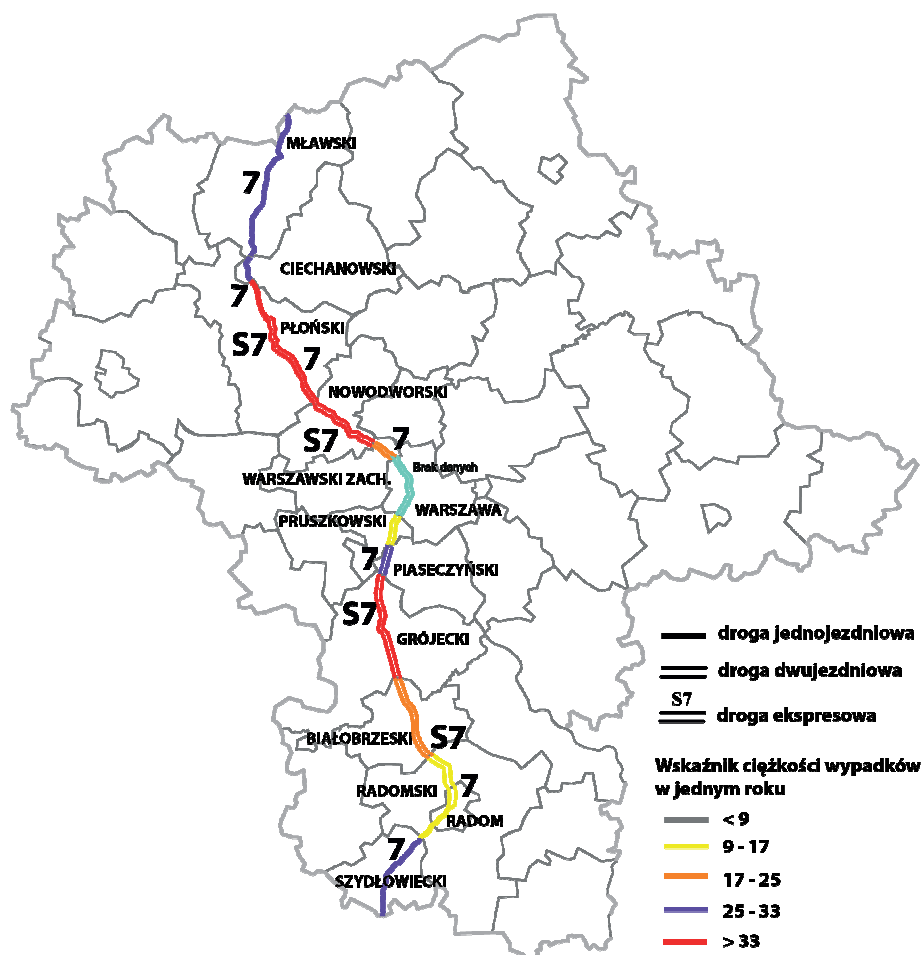 MŁAWSKI
7
CIECHANOWSKI
7
PŁOŃSKI
S7
7
NOWODWORSKI
S7
7
Brak danych
WARSZAWSKI ZACH.
WARSZAWA
PRUSZKOWSKI
7
PIASECZYŃSKI
S7
GRÓJECKI
BIAŁOBRZESKI
S7
RADOMSKI
7
RADOM
7
SZYDŁOWIECKI
droga jednojezdniowa
droga dwujezdniowa
S7
droga ekspresowa
Wskaźnik ciężkości wypadków
w jednym roku
< 9
9 - 17
17 - 25
25 - 33
> 33